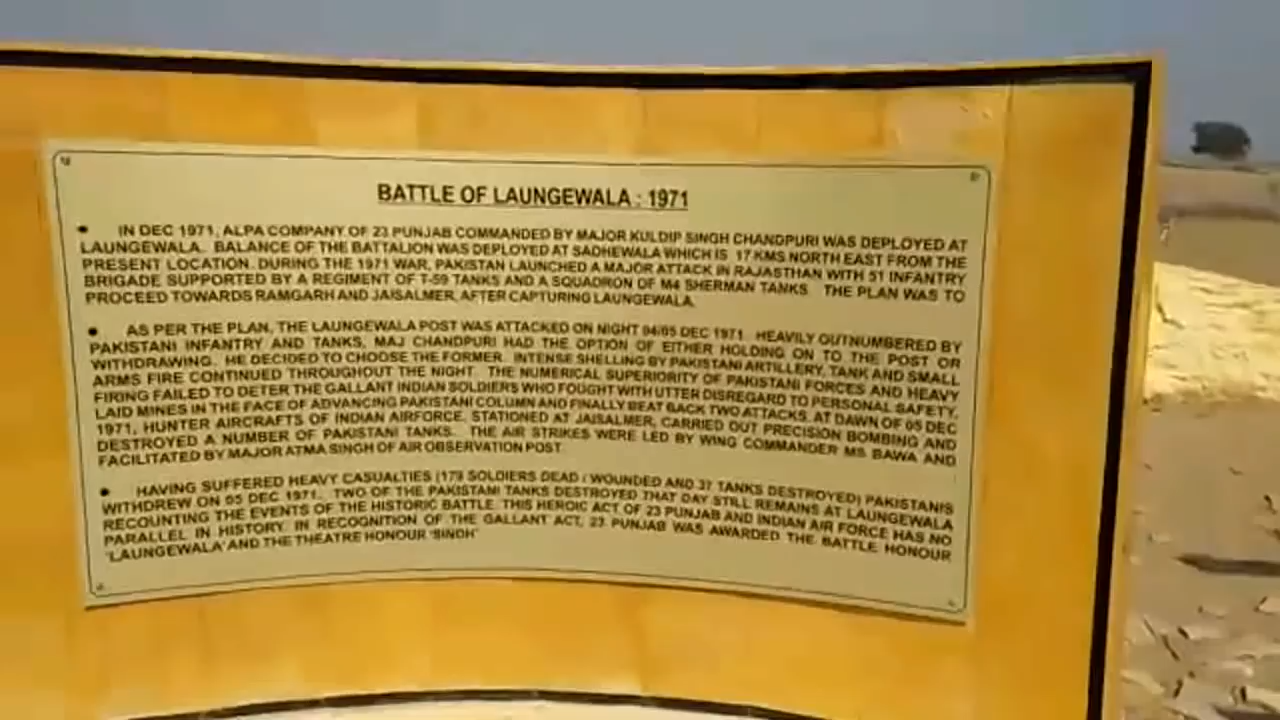 BATTLE OF LAUNGEWALA : 1971
● IN DEC 1971, ALPA COMPANY OF 23 PUNJAB COMMANDED BY MAJOR KULDIP SINGH CHANDPURI WAS DEPLOYED AT
LAUNGEWALA. BALANCE OF THE BATTALION WAS DEPLOYED AT SADHEWALA WHICH IS 17 KMS NORTH EAST FROM THE
PRESENT LOCATION. DURING THE 1971 WAR, PAKISTAN LAUNCHED A MAJOR ATTACK IN RAJASTHAN WITH 51 INFANTRY
BRIGADE SUPPORTED BY A REGIMENT OF T-59 TANKS AND A SQUADRON OF M4 SHERMAN TANKS. THE PLAN WAS TO
PROCEED TOWARDS RAMGARH AND JAISALMER, AFTER CAPTURING LAUNGEWALA.
● AS PER THE PLAN, THE LAUNGEWALA POST WAS ATTACKED ON NIGHT 04/05 DEC 1971. HEAVILY OUTNUMBERED BY
PAKISTANI INFANTRY AND TANKS, MAJ CHANDPURI HAD THE OPTION OF EITHER HOLDING ON TO THE POST OR
WITHDRAWING. HE DECIDED TO CHOOSE THE FORMER. INTENSE SHELLING BY PAKISTANI ARTILLERY, TANK AND SMALL
ARMS FIRE CONTINUED THROUGHOUT THE NIGHT. THE NUMERICAL SUPERIORITY OF PAKISTANI FORCES AND HEAVY
FIRING FAILED TO DETER THE GALLANT INDIAN SOLDIERS WHO FOUGHT WITH UTTER DISREGARD TO PERSONAL SAFETY,
LAID MINES IN THE FACE OF ADVANCING PAKISTANI COLUMN AND FINALLY BEAT BACK TWO ATTACKS. AT DAWN OF 05 DEC
1971, HUNTER AIRCRAFTS OF INDIAN AIRFORCE, STATIONED AT JAISALMER, CARRIED OUT PRECISION BOMBING AND
DESTROYED A NUMBER OF PAKISTANI TANKS. THE AIR STRIKES WERE LED BY WING COMMANDER MS BAWA AND
FACILITATED BY MAJOR ATMA SINGH OF AIR OBSERVATION POST.
● HAVING SUFFERED HEAVY CASUALTIES (179 SOLDIERS DEAD / WOUNDED AND 37 TANKS DESTROYED) PAKISTANIS
WITHDREW ON 05 DEC 1971. TWO OF THE PAKISTANI TANKS DESTROYED THAT DAY STILL REMAINS AT LAUNGEWALA
RECOUNTING THE EVENTS OF THE HISTORIC BATTLE. THIS HEROIC ACT OF 23 PUNJAB AND INDIAN AIR FORCE HAS NO
PARALLEL IN HISTORY. IN RECOGNITION OF THE GALLANT ACT, 23 PUNJAB WAS AWARDED THE BATTLE HONOUR
'LAUNGEWALA' AND THE THEATRE HONOUR 'SINDH'